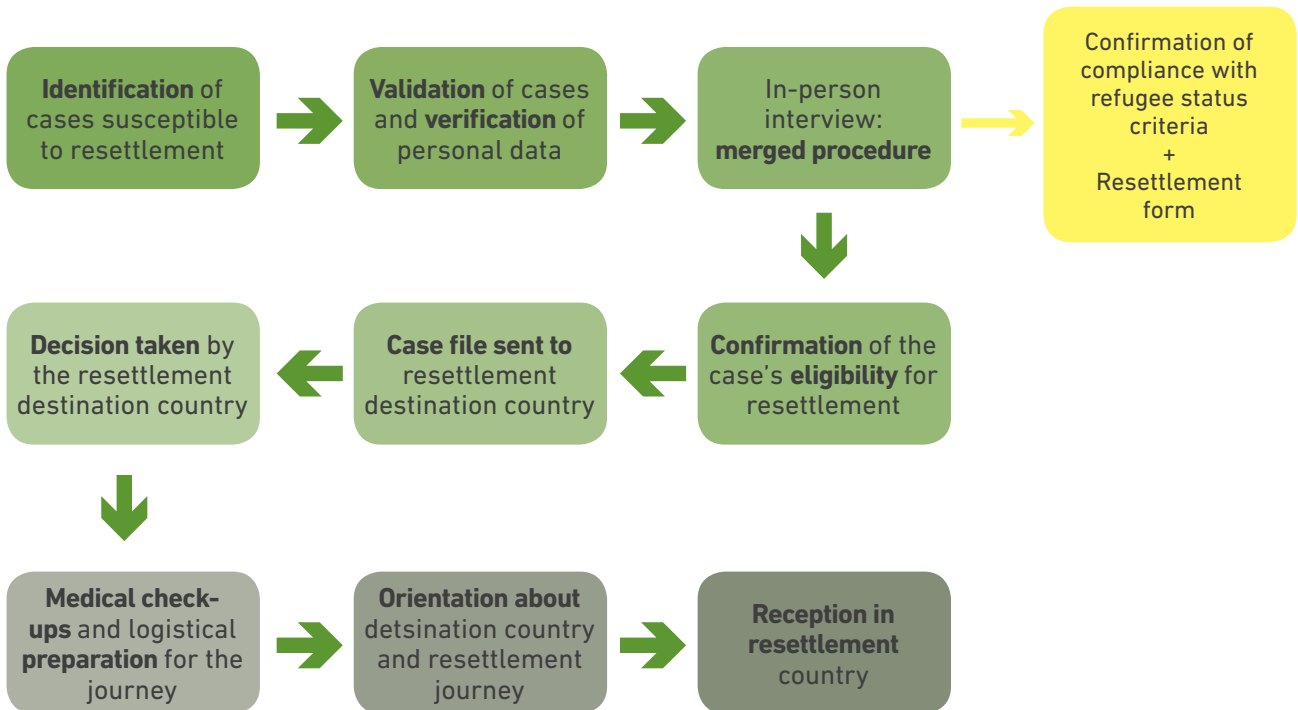 Identification of
cases susceptible
to resettlement
Validation of cases
and verification of
personal data
In-person
interview:
merged procedure
Confirmation of
compliance with
refugee status
criteria
+
Resettlement
form
Confirmation of the
case's eligibility for
resettlement
Case file sent to
resettlement
destination country
Decision taken by
the resettlement
destination country
Medical check-
ups and logistical
preparation for the
journey
Orientation about
detsination country
and resettlement
journey
Reception in
resettlement
country